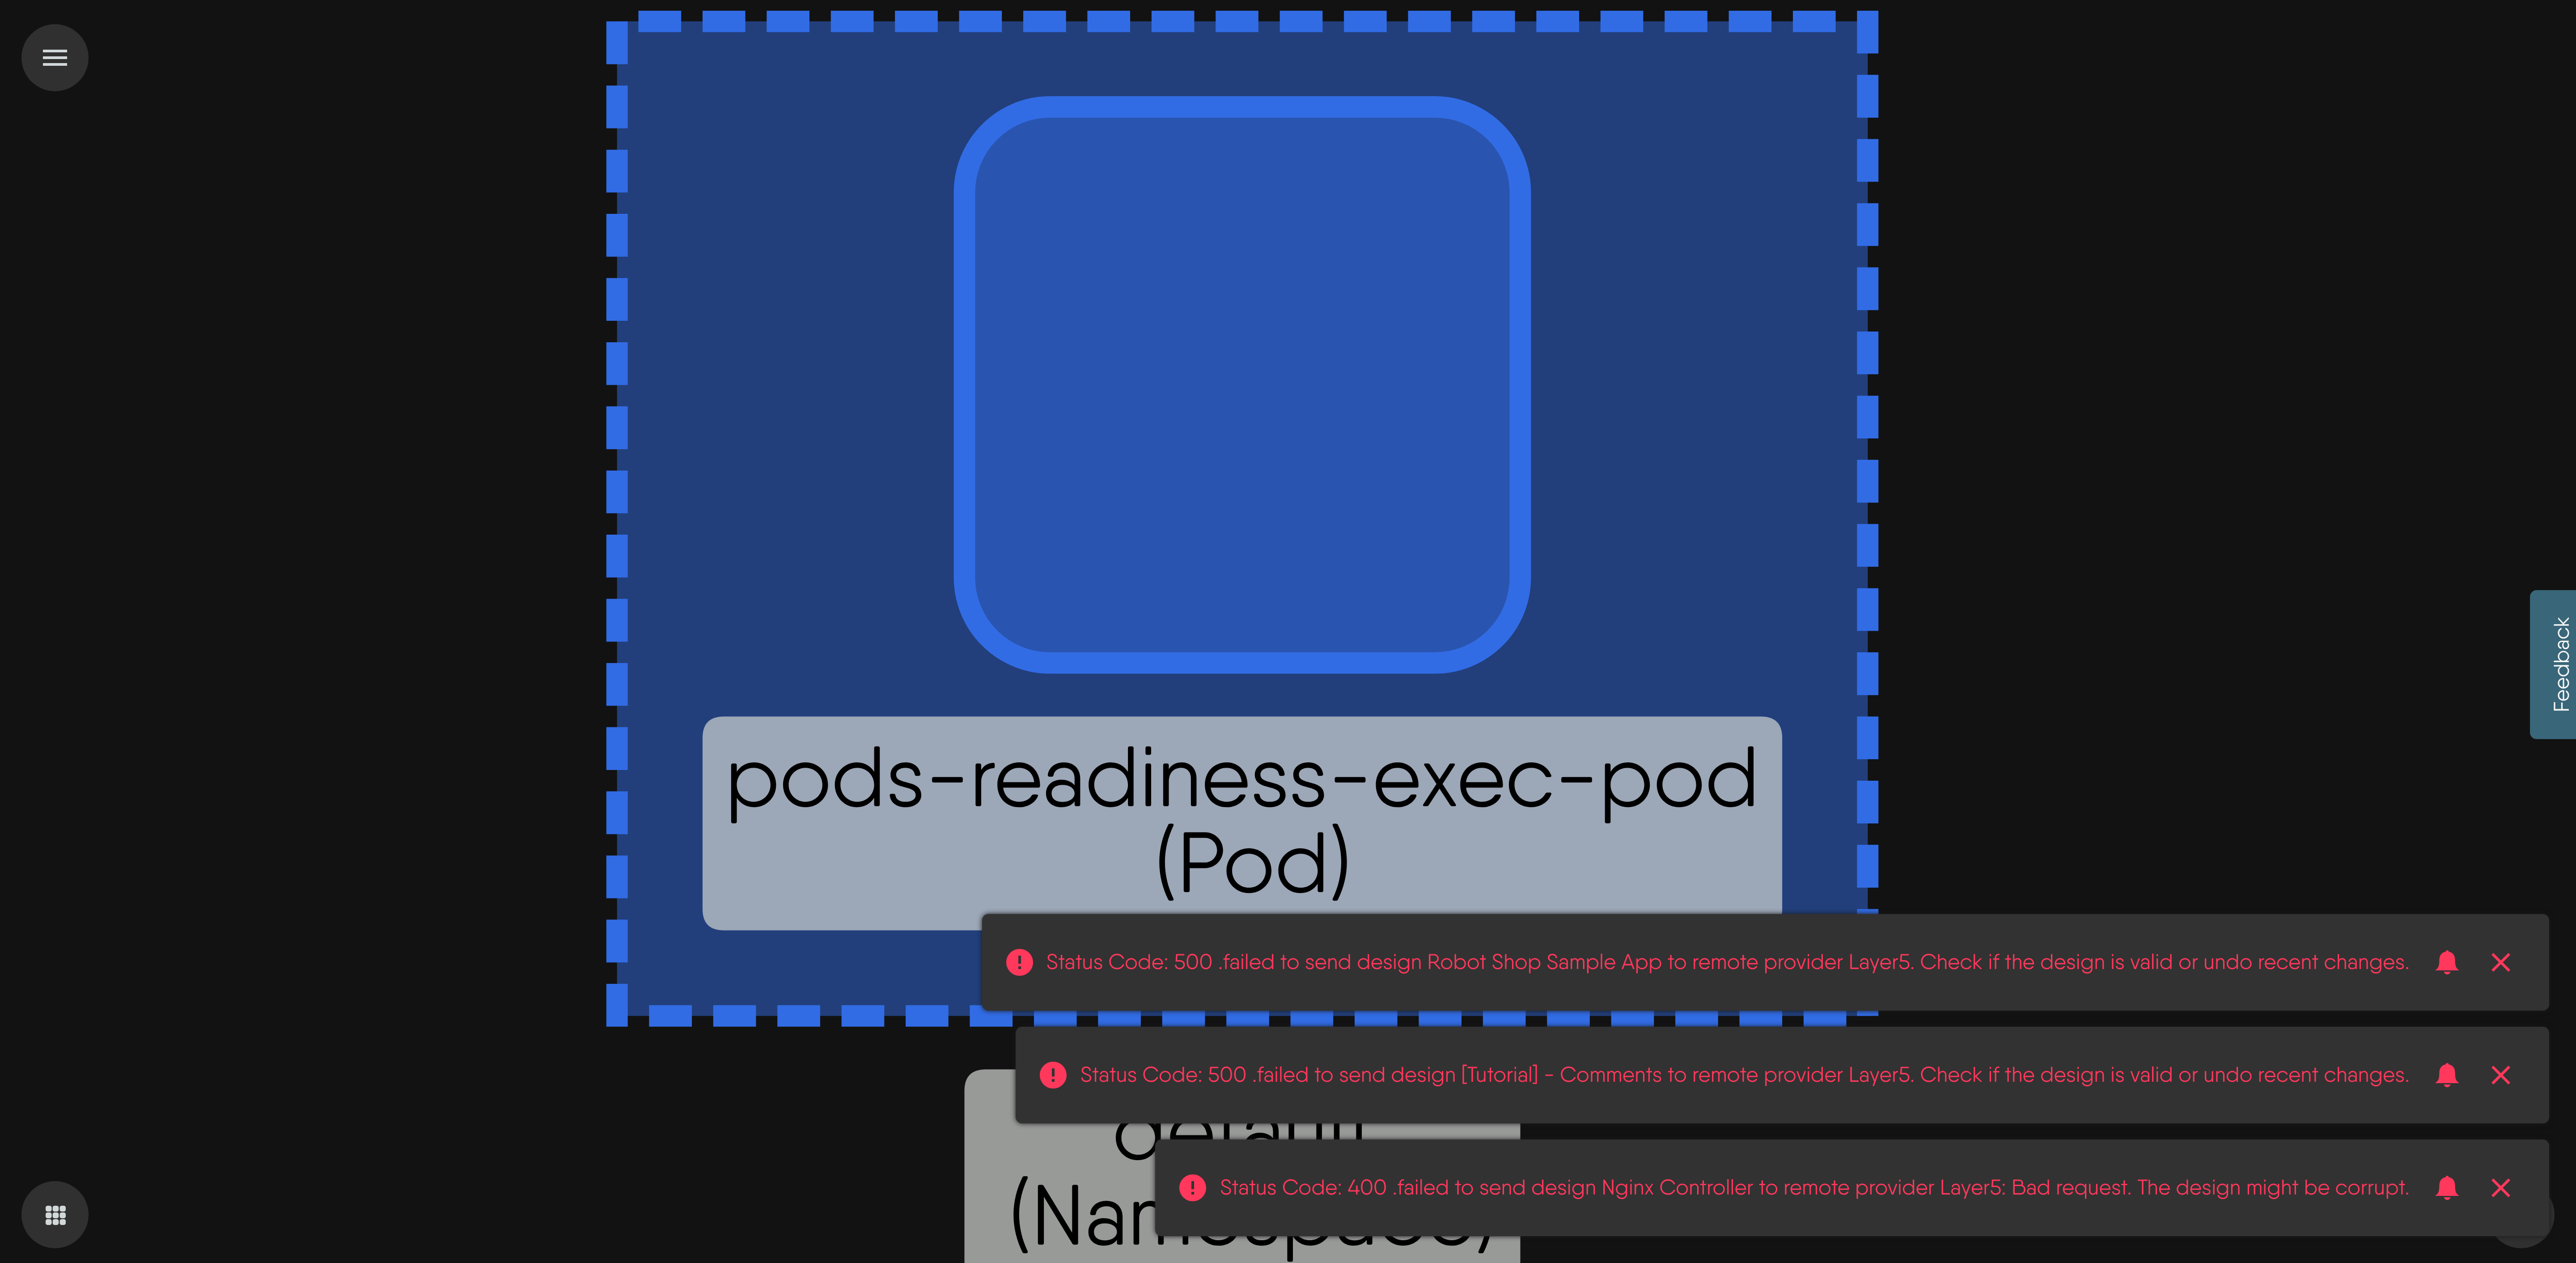 pods-readiness-exec-pod
(Pod)
Feedback
Status Code: 500 .failed to send design Robot Shop Sample App to remote provider Layer5. Check if the design is valid or undo recent changes.
Status Code: 500 .failed to send design [Tutorial] - Comments to remote provider Layer5. Check if the design is valid or undo recent changes.
Status Code: 400 .failed to send design Nginx Controller to remote provider Layer5: Bad request. The design might be corrupt.